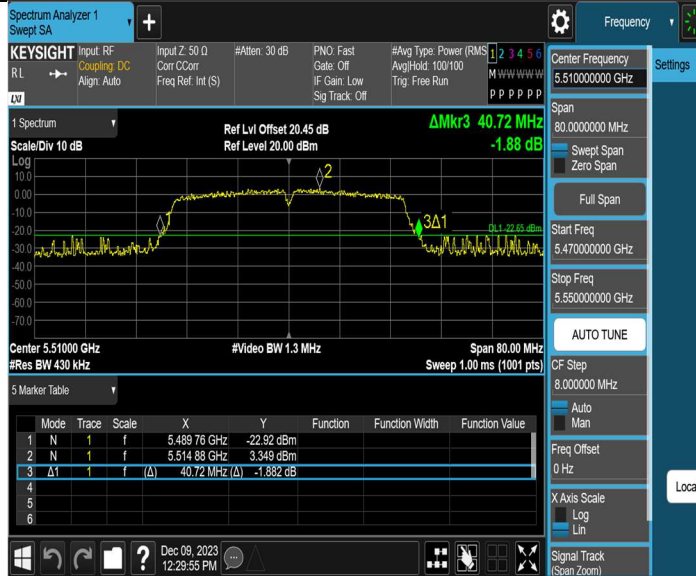 Spectrum Analyzer 1
Swept SA
+
Frequency
KEYSIGHT
RL
LXI
Input: RF
Coupling: DC
Align: Auto
Input Z: 50 Ω
Corr CCorr
Freq Ref: Int (S)
#Atten: 30 dB
PNO: Fast
Gate: Off
IF Gain: Low
Sig Track: Off
#Avg Type: Power (RMS
Avg|Hold: 100/100
Trig: Free Run
1 2 3 4 5 6
M W W W W W
P P P P P P
1 Spectrum
Scale/Div 10 dB
Ref Lvl Offset 20.45 dB
Ref Level 20.00 dBm
ΔMkr3 40.72 MHz
-1.88 dB
Log
10.0
0.00
-10.0
-20.0
-30.0
-40.0
-50.0
-60.0
-70.0
1
2
3Δ1
DL1 -22.65 dBm
Center 5.51000 GHz
#Res BW 430 kHz
#Video BW 1.3 MHz
Span 80.00 MHz
Sweep 1.00 ms (1001 pts)
5 Marker Table
Mode Trace Scale X Y Function Function Width Function Value
1 N 1 f 5.489 76 GHz -22.92 dBm
2 N 1 f 5.514 88 GHz 3.349 dBm
3 Δ1 1 f (Δ) 40.72 MHz (Δ) -1.882 dB
4
5
6
?
Dec 09, 2023
12:29:55 PM
Center Frequency
5.510000000 GHz
Span
80.0000000 MHz
Swept Span
Zero Span
Full Span
Start Freq
5.470000000 GHz
Stop Freq
5.550000000 GHz
AUTO TUNE
CF Step
8.000000 MHz
Auto
Man
Freq Offset
0 Hz
X Axis Scale
Log
Lin
Signal Track
(Span Zoom)
Settings
Loca